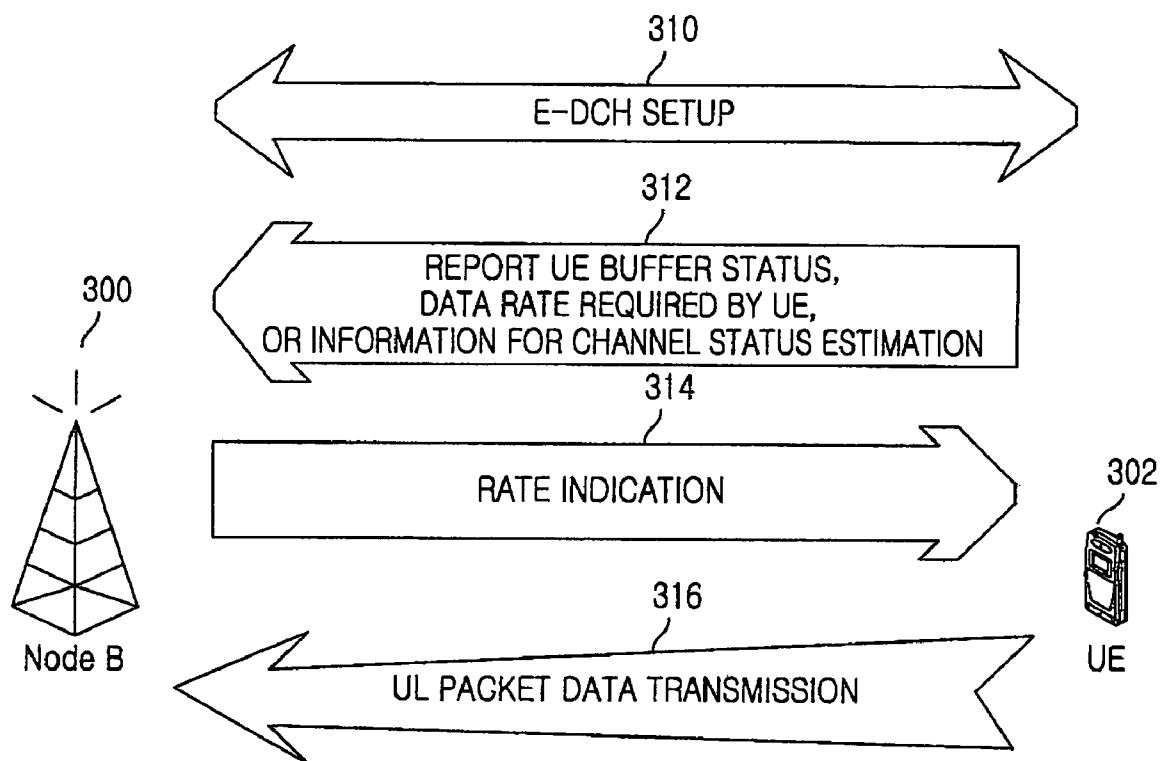 310
E-DCH SETUP
312
REPORT UE BUFFER STATUS,
DATA RATE REQUIRED BY UE,
OR INFORMATION FOR CHANNEL STATUS ESTIMATION
300
314
RATE INDICATION
302
316
UL PACKET DATA TRANSMISSION
Node B
UE